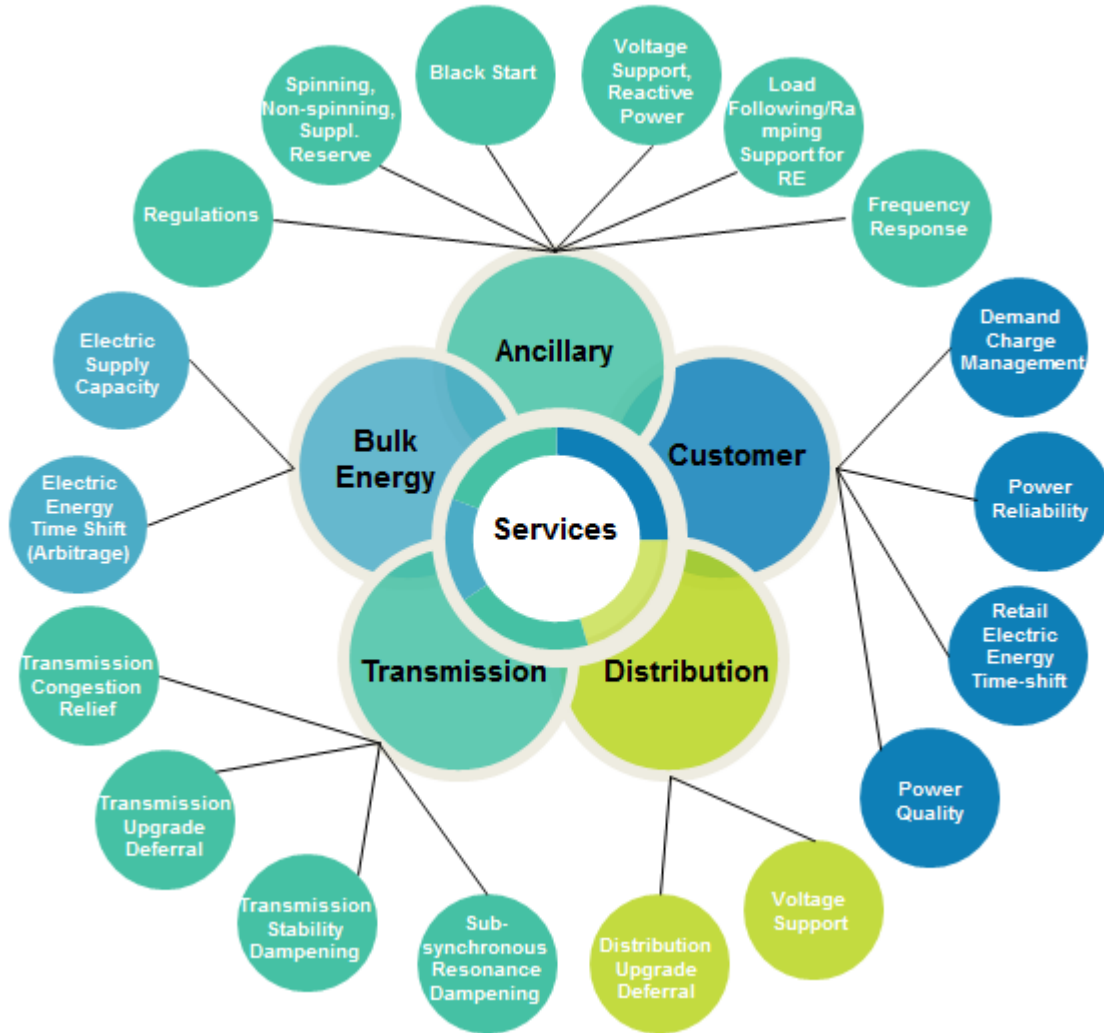 Black Start
Voltage
Support,
Reactive
Power
Spinning,
Non-spinning,
Suppl.
Reserve
Load
Following/Ra
mping
Support for
RE
Regulations
Frequency
Response
Electric
Supply
Capacity
Demand
Charge
Management
Ancillary
Bulk
Energy
Customer
Electric
Energy
Time Shift
(Arbitrage)
Power
Reliability
Services
Transmission
Distribution
Retail
Electric
Energy
Time-shift
Transmission
Congestion
Relief
Power
Quality
Transmission
Upgrade
Deferral
Transmission
Stability
Dampening
Sub-
synchronous
Resonance
Dampening
Distribution
Upgrade
Deferral
Voltage
Support